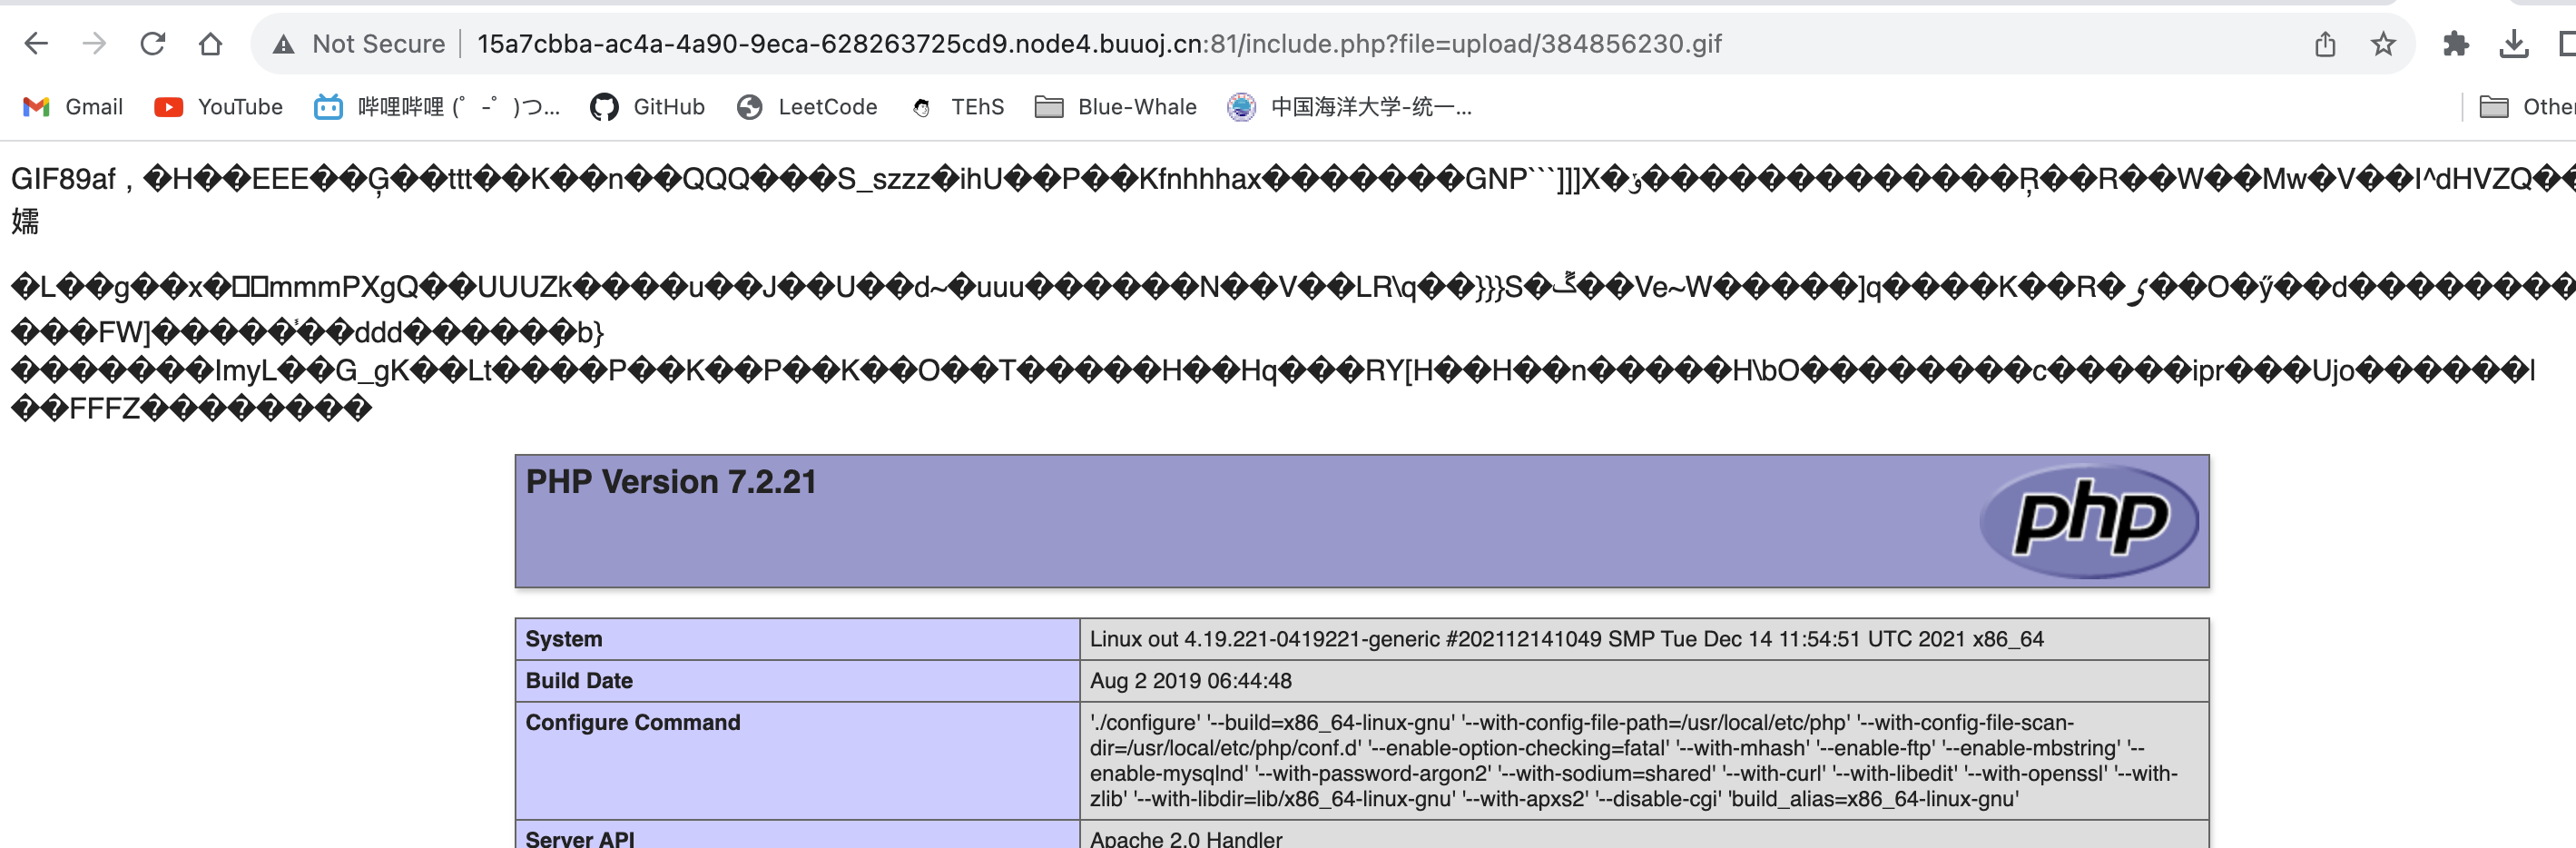 Not Secure 15a7cbba-ac4a-4a90-9eca-628263725cd9.node4.buuoj.cn:81/include.php?file=upload/384856230.gif
Gmail YouTube 哔哩哔哩 (゜-゜)つ... GitHub LeetCode TEhS Blue-Whale 中国海洋大学-统一... Other
GIF89af , �H��EEE��Ģ��ttt��K��n��QQQ���S_szzz�ihU��P��Kfnhhhax�������GNP```]]]X�
嬬
�L��g��x�mmmPXgQ��UUUZk����u��J��U��d~�uuu������N��V��LR\q��}}}S�
���FW]
��ddd������b}
�������ImyL��G_gK��Lt����P��K��P��K��O��T�����H��Hq���RY[H��H��n�����H\bO���������c�����ipr���Ujo������l
��FFFZ��������
PHP Version 7.2.21
php
System Linux out 4.19.221-0419221-generic #202112141049 SMP Tue Dec 14 11:54:51 UTC 2021 x86_64
Build Date Aug 2 2019 06:44:48
Configure Command './configure' '--build=x86_64-linux-gnu' '--with-config-file-path=/usr/local/etc/php' '--with-config-file-scan-
dir=/usr/local/etc/php/conf.d' '--enable-option-checking=fatal' '--with-mhash' '--enable-ftp' '--enable-mbstring' '--
enable-mysqlnd' '--with-password-argon2' '--with-sodium=shared' '--with-curl' '--with-libedit' '--with-openssl' '--with-
zlib' '--with-libdir=lib/x86_64-linux-gnu' '--with-apxs2' '--disable-cgi' 'build_alias=x86_64-linux-gnu'
Server API Apache 2.0 Handler